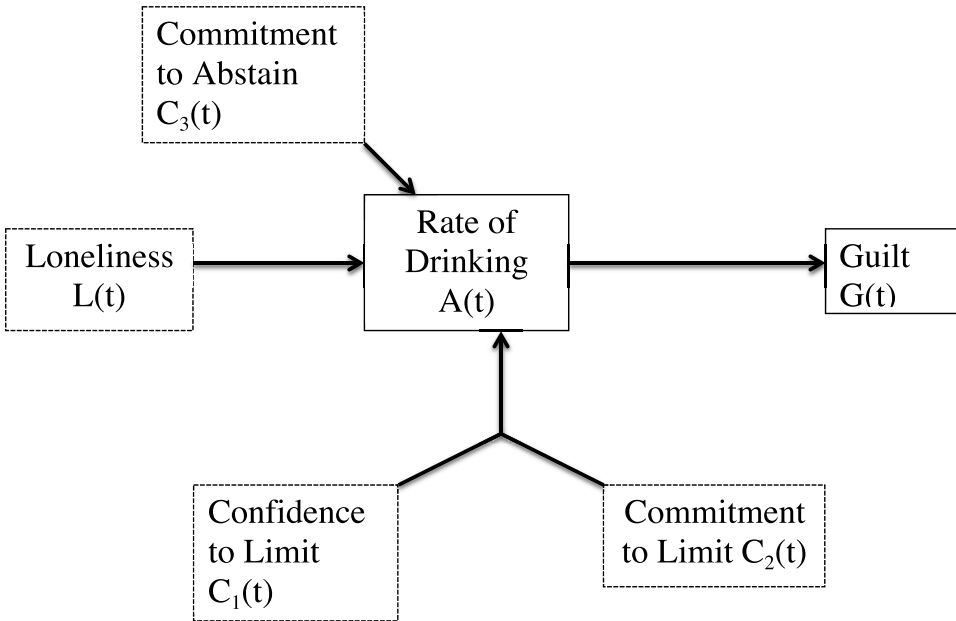 Commitment
to Abstain
C₃(t)
Rate of
Drinking
A(t)
Loneliness
L(t)
Guilt
G(t)
Confidence
to Limit
C₁(t)
Commitment
to Limit C₂(t)